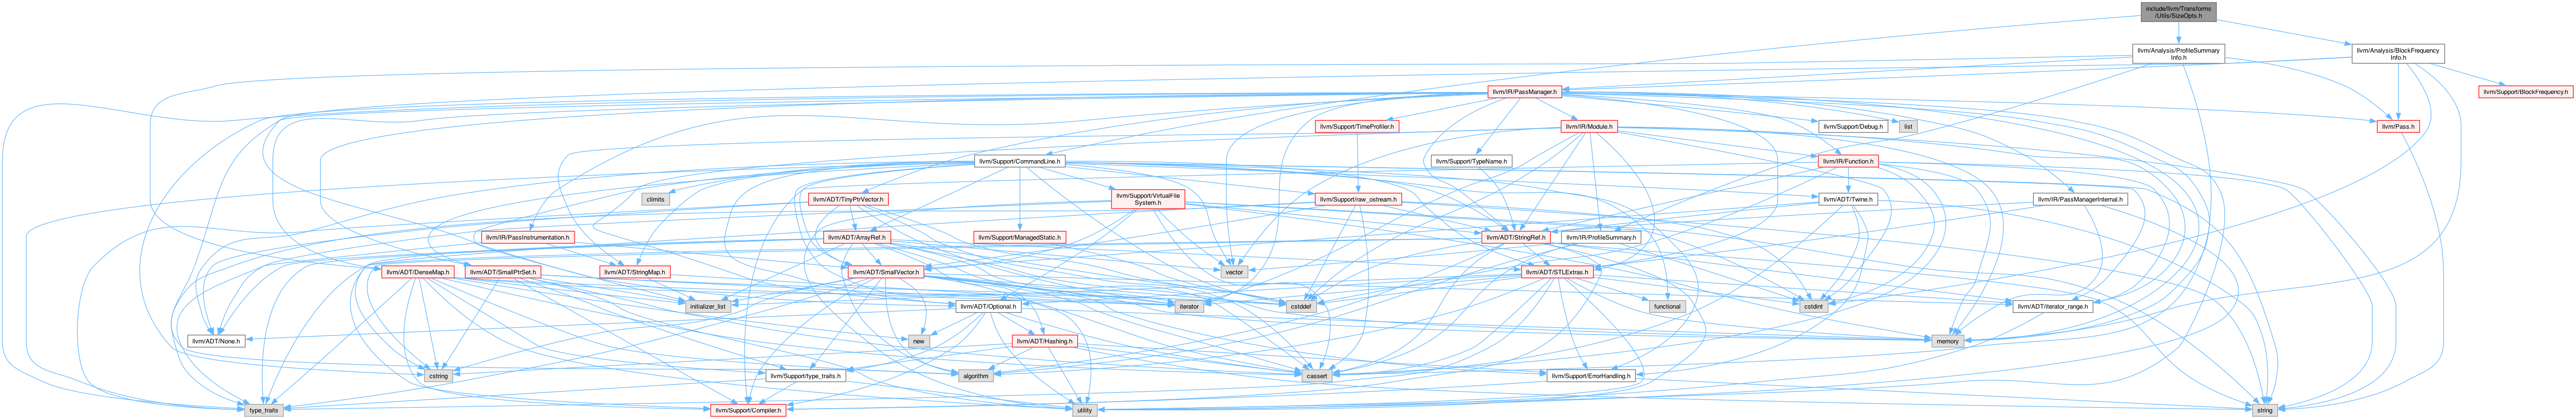 include/llvm/Transforms
/Utils/SizeOpts.h
llvm/Analysis/ProfileSummary
Info.h
llvm/Analysis/BlockFrequency
Info.h
llvm/IR/PassManager.h
llvm/Support/BlockFrequency.h
llvm/Support/TimeProfiler.h
llvm/IR/Module.h
llvm/Support/Debug.h
list
llvm/Pass.h
llvm/Support/CommandLine.h
llvm/Support/TypeName.h
llvm/IR/Function.h
climits
llvm/ADT/TinyPtrVector.h
llvm/Support/VirtualFile
System.h
llvm/Support/raw_ostream.h
llvm/ADT/Twine.h
llvm/IR/PassManagerInternal.h
llvm/IR/PassInstrumentation.h
llvm/ADT/ArrayRef.h
llvm/Support/ManagedStatic.h
llvm/ADT/StringRef.h
llvm/IR/ProfileSummary.h
llvm/ADT/DenseMap.h
llvm/ADT/SmallPtrSet.h
llvm/ADT/StringMap.h
llvm/ADT/SmallVector.h
vector
llvm/ADT/STLExtras.h
initializer_list
llvm/ADT/Optional.h
iterator
cstddef
functional
cstdint
llvm/ADT/iterator_range.h
llvm/ADT/None.h
new
llvm/ADT/Hashing.h
memory
cstring
llvm/Support/type_traits.h
algorithm
cassert
llvm/Support/ErrorHandling.h
type_traits
llvm/Support/Compiler.h
utility
string